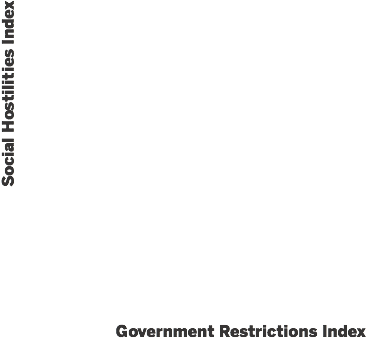 Social Hostilities Index
Government Restrictions Index